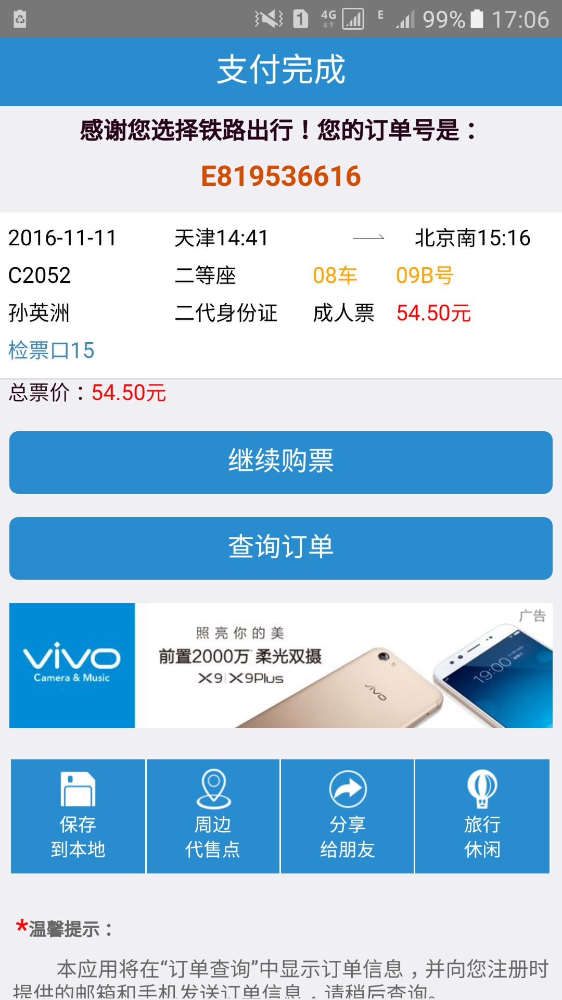 1 4G E 99% 17:06
支付完成
感谢您选择铁路出行！您的订单号是：
E819536616
2016-11-11 天津14:41 北京南15:16
C2052 二等座 08车 09B号
孙英洲 二代身份证 成人票 54.50元
检票口15
总票价：54.50元
继续购票
查询订单
广告
vivo
Camera & Music
照亮你的美
前置2000万 柔光双摄
X9 | X9Plus
vivo
19:00
保存
到本地
周边
代售点
分享
给朋友
旅行
休闲
*温馨提示：
本应用将在“订单查询”中显示订单信息，并向您注册时
提供的邮箱和手机发送订单信息，请稍后查询。